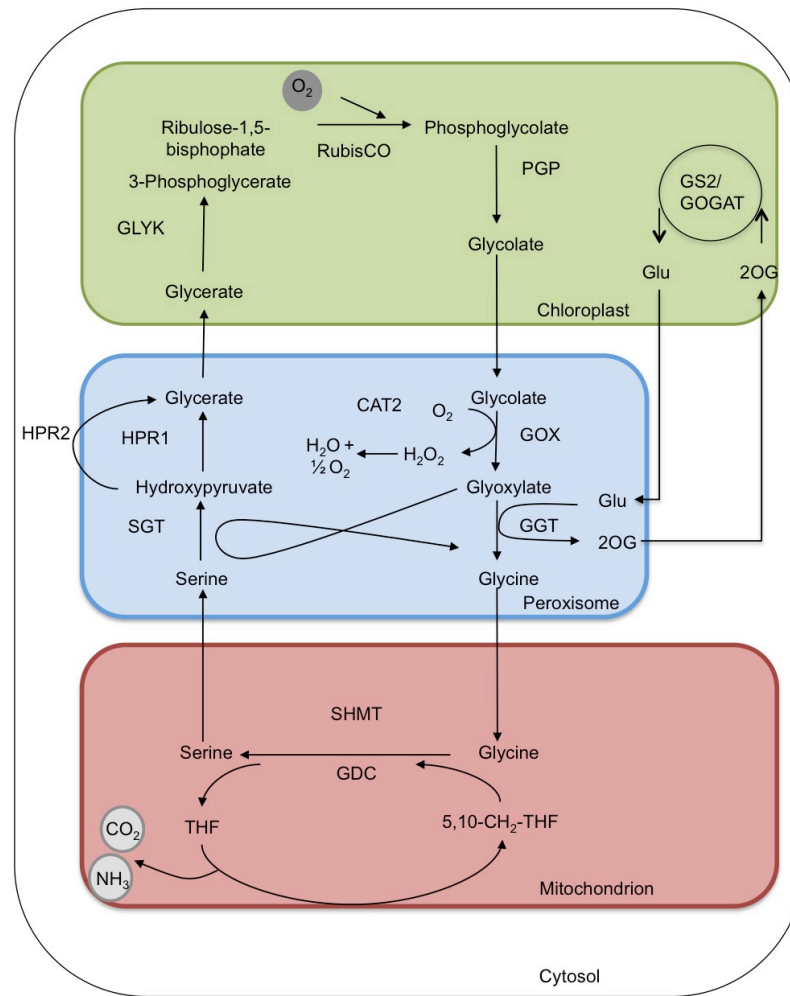 O2
Ribulose-1,5-
bisphophate
RubisCO
Phosphoglycolate
3-Phosphoglycerate
PGP
GS2/
GOGAT
GLYK
Glycolate
Glu
2OG
Glycerate
Chloroplast
Glycerate
CAT2
O2
Glycolate
HPR2
HPR1
H2O +
½ O2
H2O2
GOX
Hydroxypyruvate
Glyoxylate
Glu
SGT
GGT
2OG
Serine
Glycine
Peroxisome
SHMT
Serine
Glycine
GDC
CO2
THF
5,10-CH2-THF
NH3
Mitochondrion
Cytosol